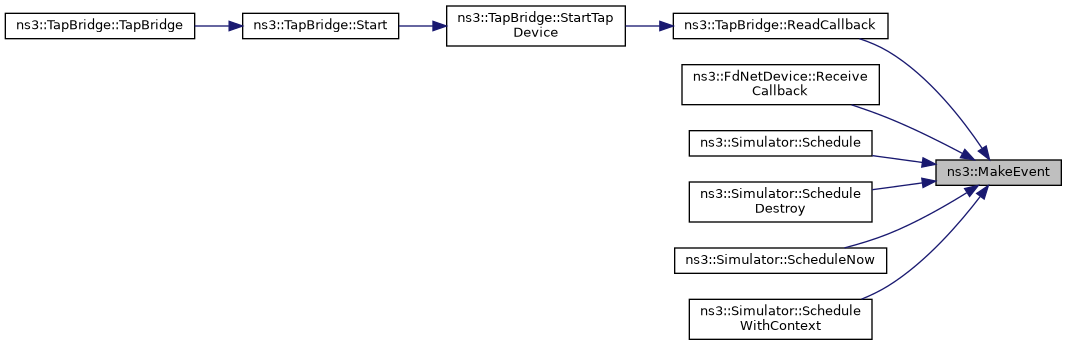 ns3::TapBridge::TapBridge
ns3::TapBridge::Start
ns3::TapBridge::StartTap
Device
ns3::TapBridge::ReadCallback
ns3::FdNetDevice::Receive
Callback
ns3::Simulator::Schedule
ns3::MakeEvent
ns3::Simulator::Schedule
Destroy
ns3::Simulator::ScheduleNow
ns3::Simulator::Schedule
WithContext